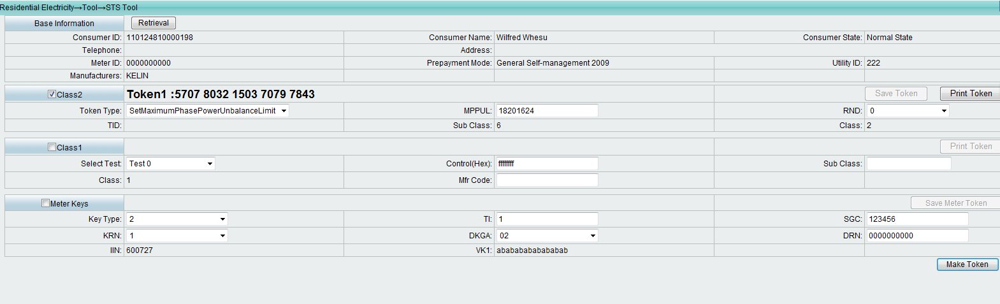 Residential Electricity→Tool→STS Tool
Base Information Retrieval
Consumer ID: 110124810000198 Consumer Name: Wilfred Whesu Consumer State: Normal State
Telephone: Address:
Meter ID: 0000000000 Prepayment Mode: General Self-management 2009 Utility ID: 222
Manufacturers: KELIN
Class2 Token1 :5707 8032 1503 7079 7843 Save Token Print Token
Token Type: SetMaximumPhasePowerUnbalanceLimit MPPUL: 18201624 RND: 0
TID: Sub Class: 6 Class: 2
Class1 Print Token
Select Test: Test 0 Control(Hex): ffffffff Sub Class:
Class: 1 Mfr Code:
Meter Keys Save Meter Token
Key Type: 2 TI: 1 SGC: 123456
KRN: 1 DKGA: 02 DRN: 0000000000
IIN: 600727 VK1: abababababababab
Make Token